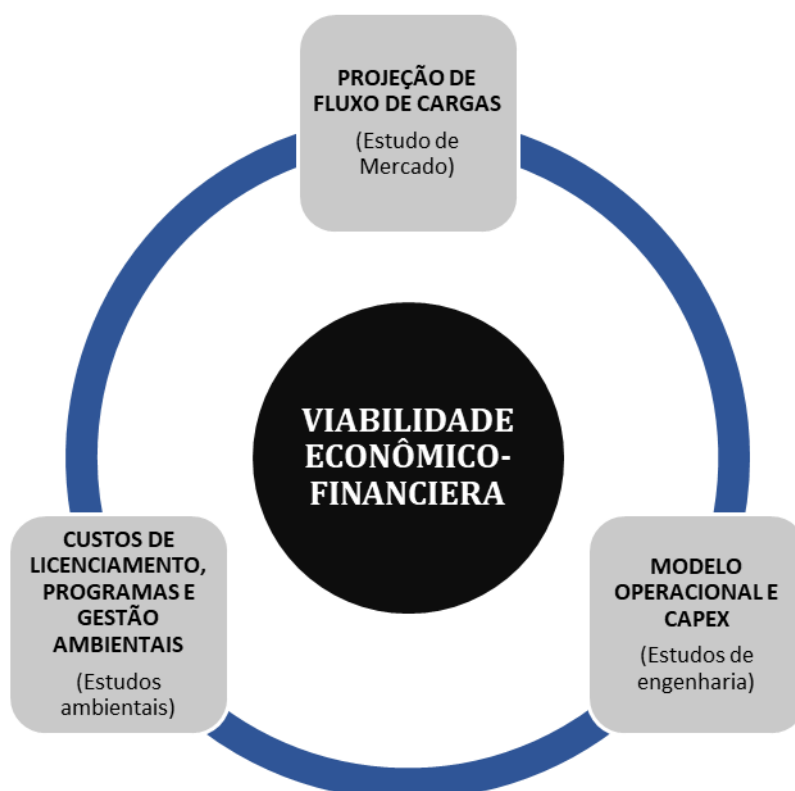 PROJEÇÃO DE
FLUXO DE CARGAS
(Estudo de
Mercado)
VIABILIDADE
ECONÔMICO-
FINANCIERA
CUSTOS DE
LICENCIAMENTO,
PROGRAMAS E
GESTÃO
AMBIENTAIS
(Estudos
ambientais)
MODELO
OPERACIONAL E
CAPEX
(Estudos de
engenharia)